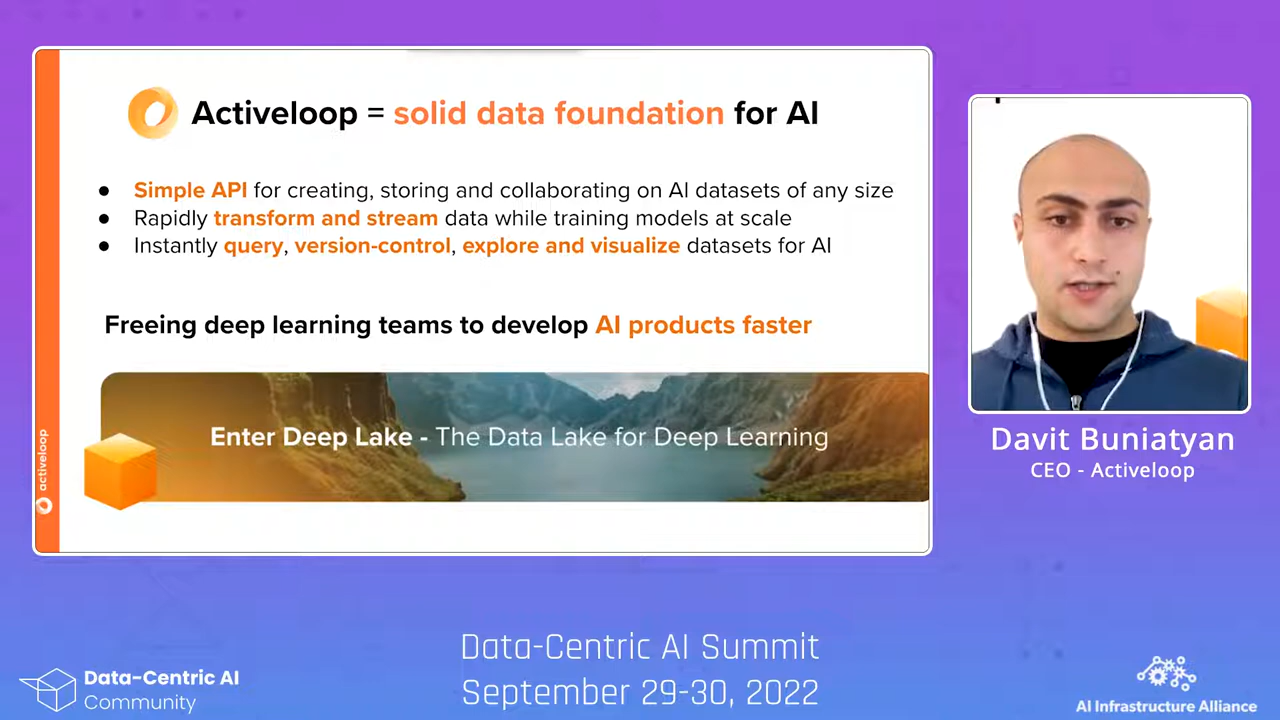 Activeloop = solid data foundation for AI
● Simple API for creating, storing and collaborating on AI datasets of any size
● Rapidly transform and stream data while training models at scale
● Instantly query, version-control, explore and visualize datasets for AI
Freeing deep learning teams to develop AI products faster
Enter Deep Lake - The Data Lake for Deep Learning
activeloop
Davit Buniatyan
CEO - Activeloop
Data-Centric AI Summit
September 29-30, 2022
Data-Centric AI
Community
AI Infrastructure Alliance